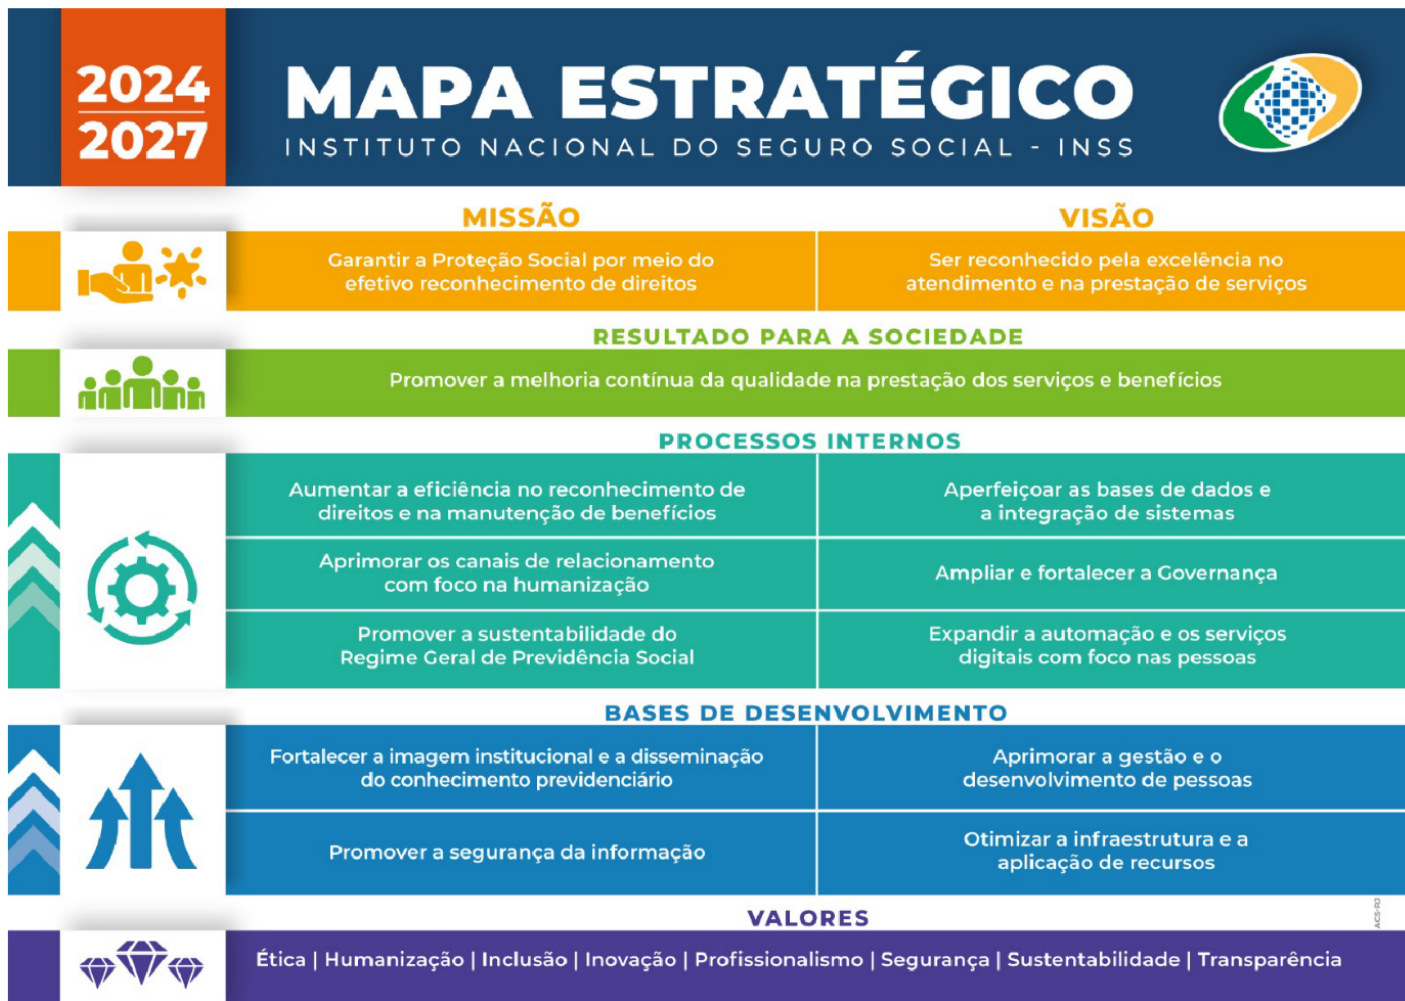 2024
2027
MAPA ESTRATÉGICO
INSTITUTO NACIONAL DO SEGURO SOCIAL - INSS
MISSÃO
Garantir a Proteção Social por meio do
efetivo reconhecimento de direitos
VISÃO
Ser reconhecido pela excelência no
atendimento e na prestação de serviços
RESULTADO PARA A SOCIEDADE
Promover a melhoria contínua da qualidade na prestação dos serviços e benefícios
PROCESSOS INTERNOS
Aumentar a eficiência no reconhecimento de
direitos e na manutenção de benefícios
Aperfeiçoar as bases de dados e
a integração de sistemas
Aprimorar os canais de relacionamento
com foco na humanização
Ampliar e fortalecer a Governança
Promover a sustentabilidade do
Regime Geral de Previdência Social
Expandir a automação e os serviços
digitais com foco nas pessoas
BASES DE DESENVOLVIMENTO
Fortalecer a imagem institucional e a disseminação
do conhecimento previdenciário
Aprimorar a gestão e o
desenvolvimento de pessoas
Promover a segurança da informação
Otimizar a infraestrutura e a
aplicação de recursos
VALORES
Ética | Humanização | Inclusão | Inovação | Profissionalismo | Segurança | Sustentabilidade | Transparência
ACS-RJ